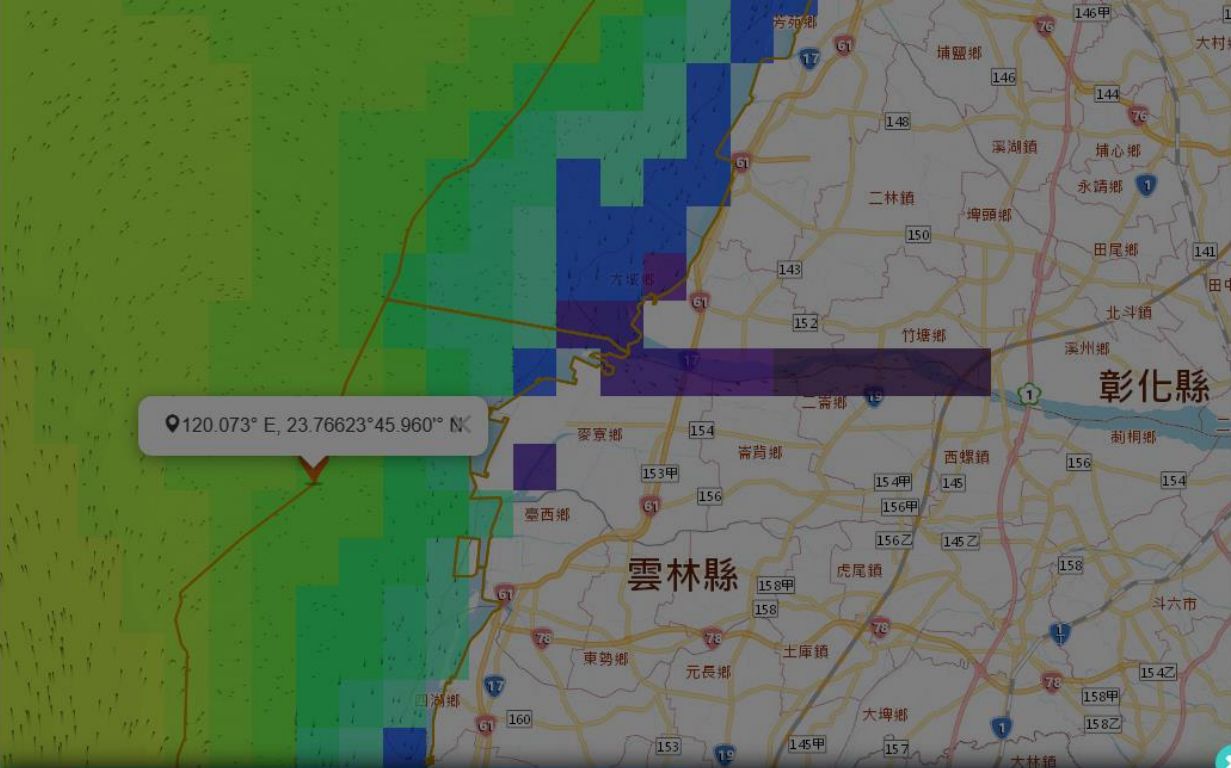 芳苑鄉
146甲
76
61
17
大村
埔鹽鄉
146
144
76
148
溪湖鎮
埔心鄉
61
永靖鄉
1
二林鎮
埤頭鄉
150
田尾鄉
141
143
大城鄉
田中
61
北斗鎮
152
竹塘鄉
溪州鄉
17
彰化縣
19
1
二崙鄉
120.073° E, 23.76623°45.960'° N
154
麥寮鄉
莿桐鄉
崙背鄉
西螺鎮
156
153甲
154甲
145
154
156
61
156甲
臺西鄉
156乙
145乙
雲林縣
158
虎尾鎮
158甲
61
158
斗六市
78
78
78
1
東勢鄉
土庫鎮
元長鄉
154乙
17
78
158甲
四湖鄉
160
大埤鄉
61
1
158乙
153
145甲
157
19
大林鎮